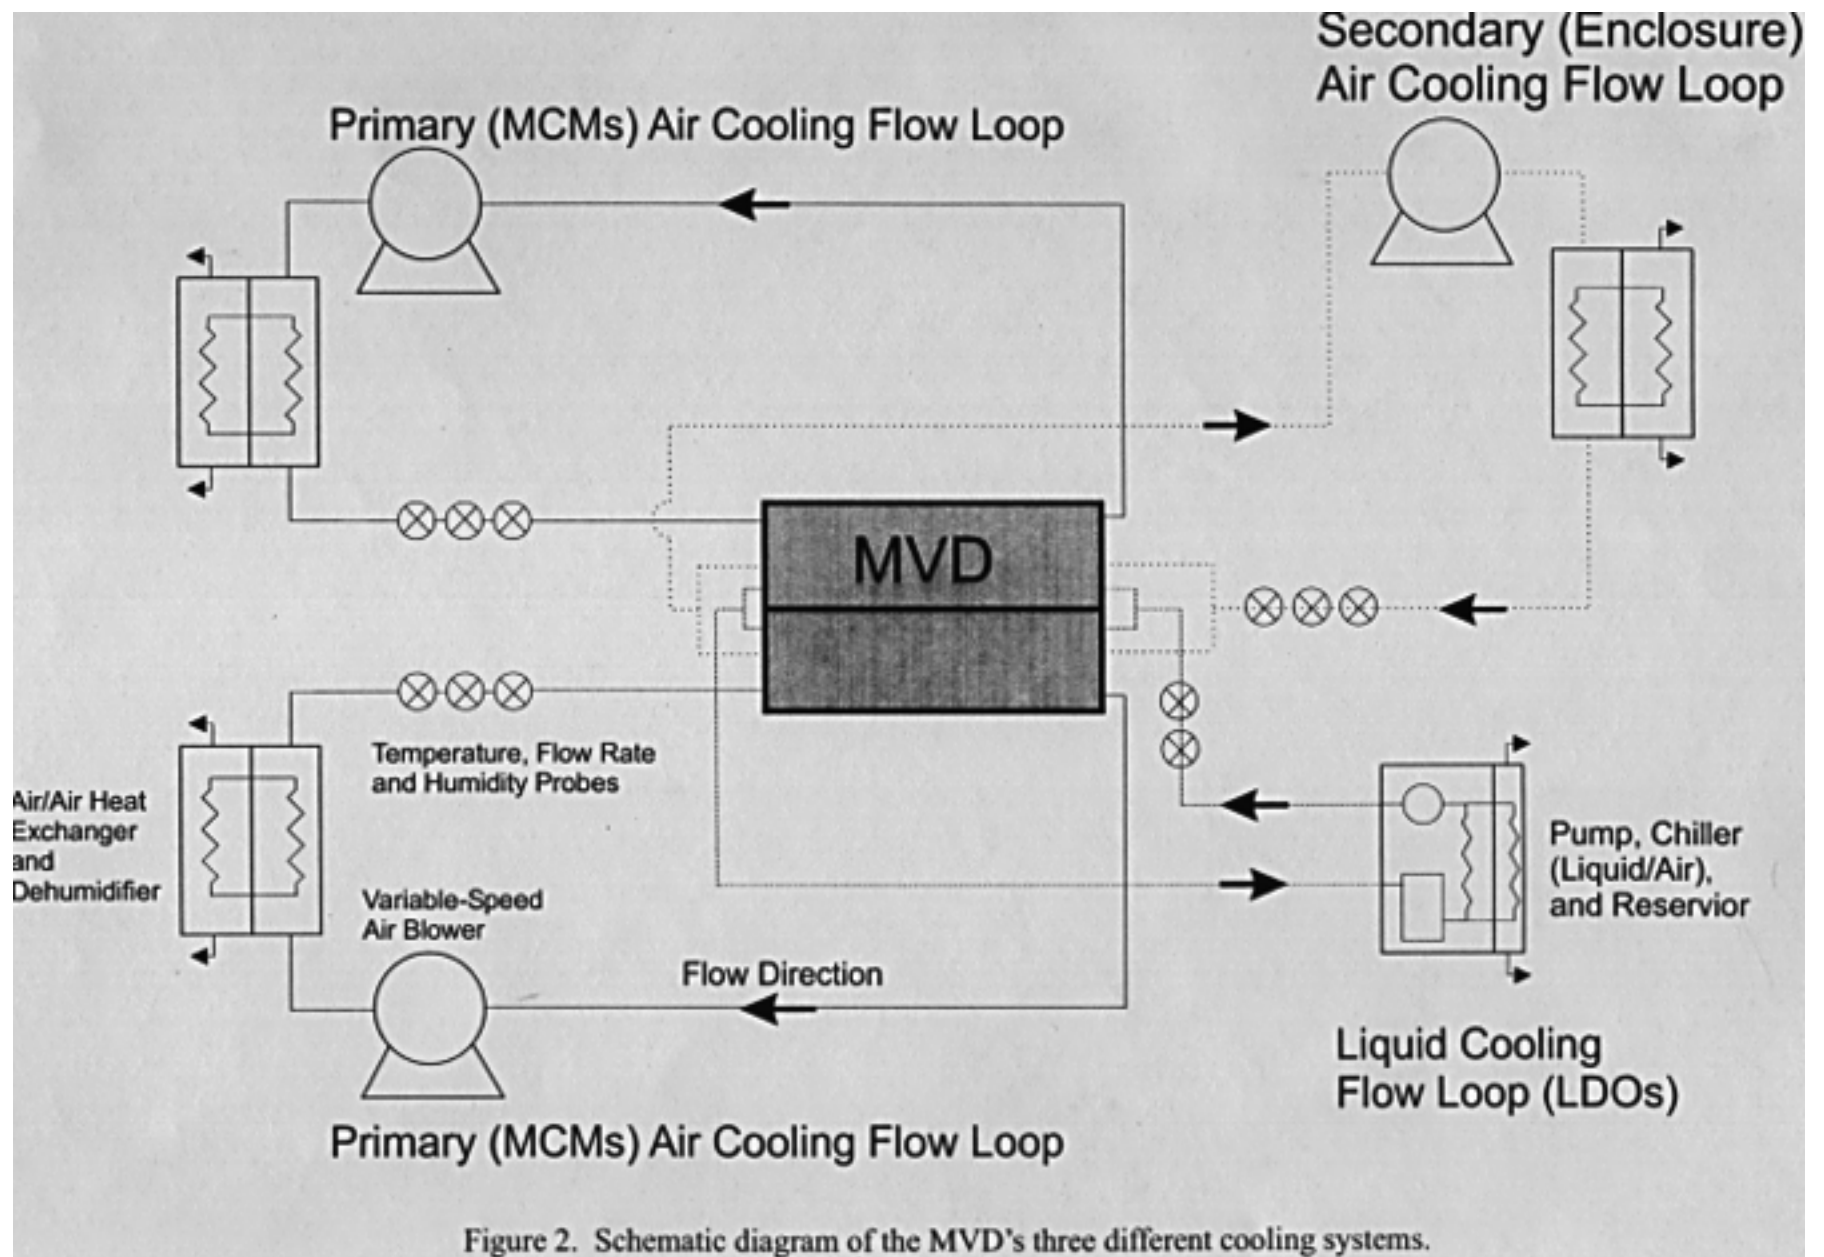 Secondary (Enclosure)
Air Cooling Flow Loop
Primary (MCMs) Air Cooling Flow Loop
MVD
Temperature, Flow Rate
and Humidity Probes
Air/Air Heat
Exchanger
and
Dehumidifier
Variable-Speed
Air Blower
Pump, Chiller
(Liquid/Air),
and Reservior
Flow Direction
Liquid Cooling
Flow Loop (LDOs)
Primary (MCMs) Air Cooling Flow Loop
Figure 2. Schematic diagram of the MVD's three different cooling systems.